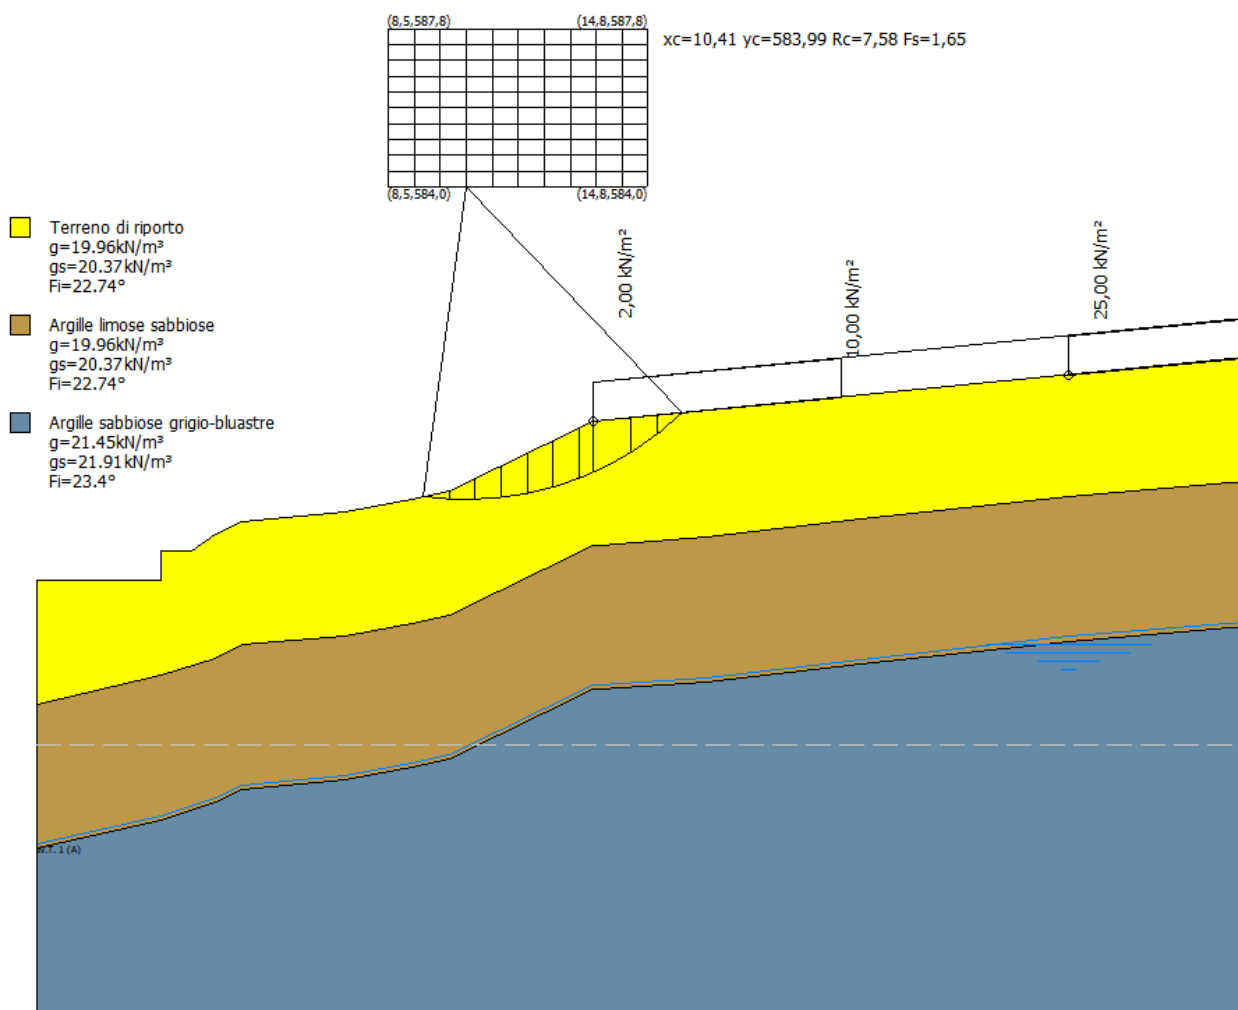 (8,5,587,8)
(14,8,587,8)
xc=10,41 yc=583,99 Rc=7,58 Fs=1,65
(8,5,584,0)
(14,8,584,0)
Terreno di riporto
g=19.96kN/m³
gs=20.37kN/m³
Fi=22.74°
Argille limose sabbiose
g=19.96kN/m³
gs=20.37kN/m³
Fi=22.74°
Argille sabbiose grigio-bluastre
g=21.45kN/m³
gs=21.91kN/m³
Fi=23.4°
2,00 kN/m²
10,00 kN/m²
25,00 kN/m²
W.T. 1 (A)